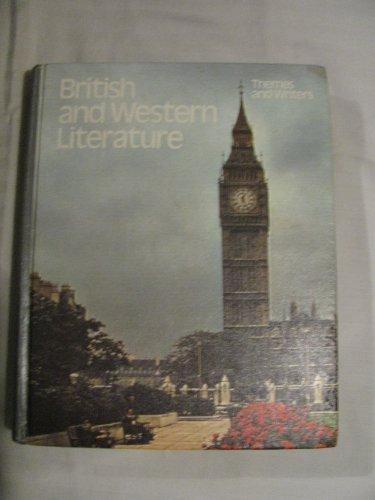 British
and Western
Literature
Themes
and Writers